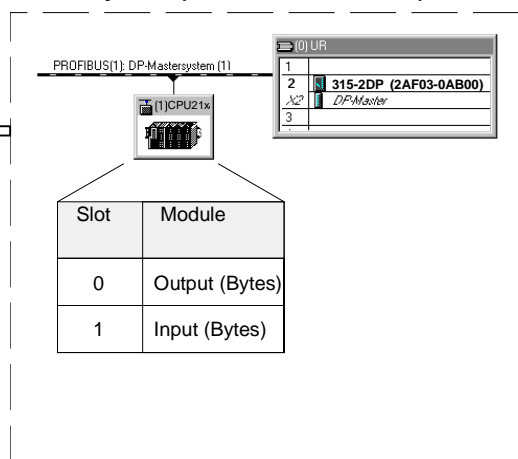 (0) UR
1
2 315-2DP (2AF03-0AB00)
X2 DP-Master
3
PROFIBUS(1): DP-Mastersystem (1)
(1)CPU21x
Slot Module
0 Output (Bytes)
1 Input (Bytes)